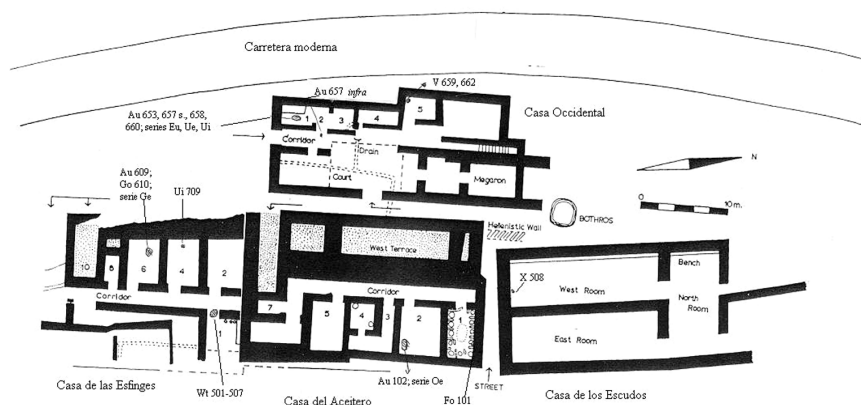 Carretera moderna
V 659, 662
Au 657 infra
Au 653, 657 s., 658,
660; series Eu, Ue, Ui
Casa Occidental
1
2
3
4
5
Corridor
Drain
Court
Megaron
N
0
10 m.
BOTHROS
Au 609;
Go 610;
serie Ge
Ui 709
Hellenistic Wall
West Terrace
10
8
6
4
2
Corridor
1
7
Corridor
5
4
3
2
1
X 508
West Room
East Room
North
Room
Bench
STREET
Casa de las Esfinges
Wt 501-507
Casa del Aceitero
Au 102; serie Oe
Fo 101
Casa de los Escudos